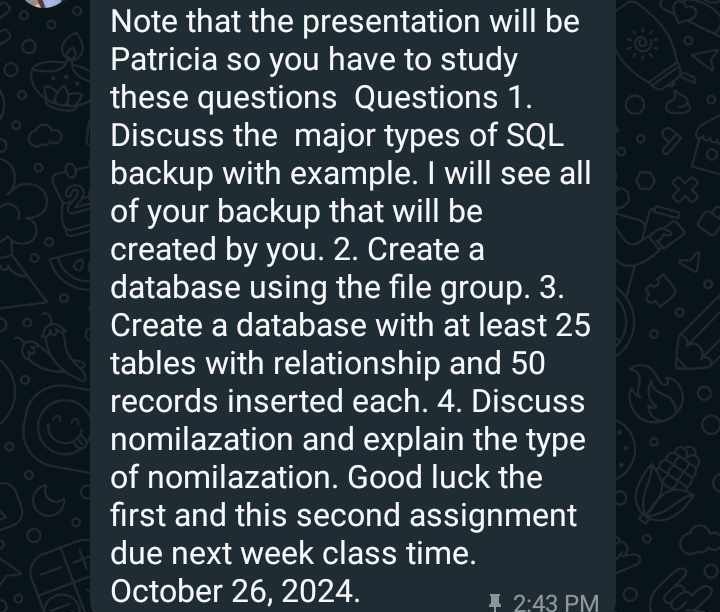 Note that the presentation will be
Patricia so you have to study
these questions  Questions 1.
Discuss the  major types of SQL
backup with example. I will see all
of your backup that will be
created by you. 2. Create a
database using the file group. 3.
Create a database with at least 25
tables with relationship and 50
records inserted each. 4. Discuss
nomilazation and explain the type
of nomilazation. Good luck the
first and this second assignment
due next week class time.
October 26, 2024.
2:43 PM